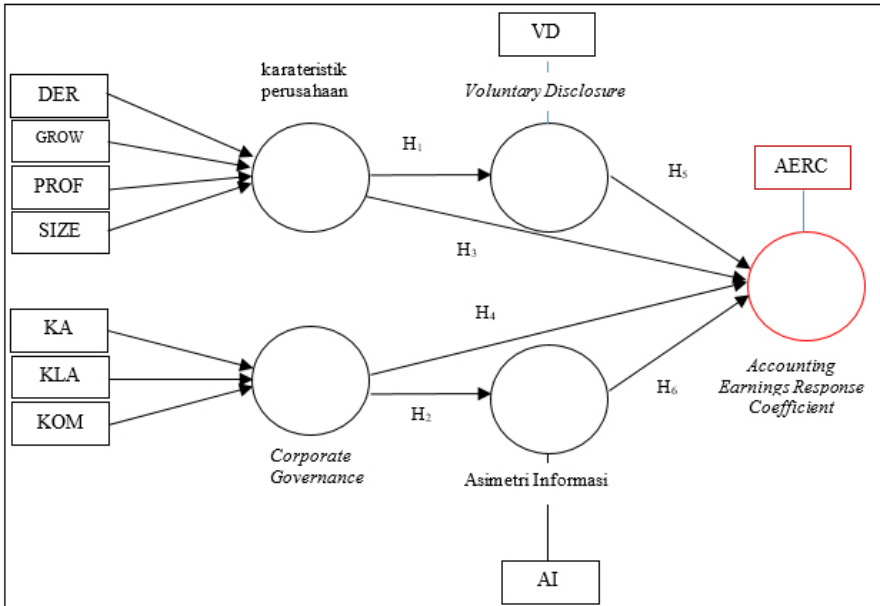 VD
karateristik
perusahaan
Voluntary Disclosure
DER
GROW
PROF
SIZE
H₁
H₅
AERC
H₃
KA
KLA
KOM
H₄
H₂
H₆
Accounting
Earnings Response
Coefficient
Corporate
Governance
Asimetri Informasi
AI